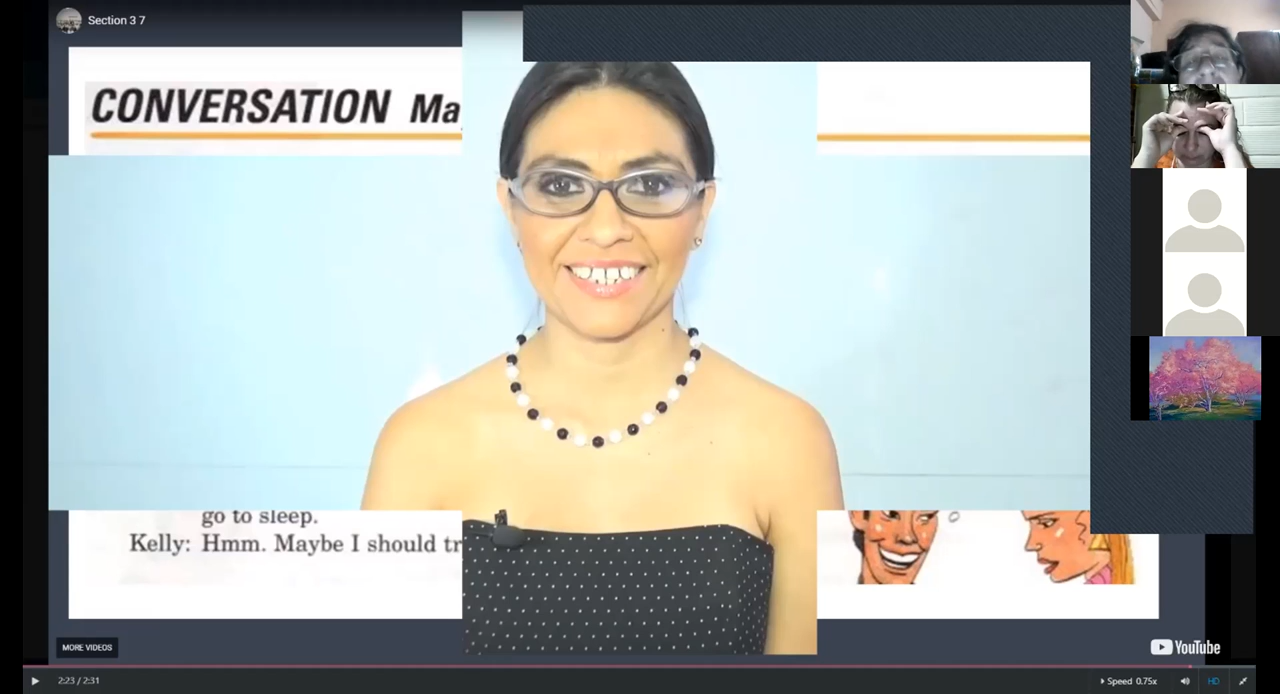 Section 3 7
CONVERSATION Ma
go to sleep.
Kelly: Hmm. Maybe I should tr
MORE VIDEOS
YouTube
2:23 / 2:31
Speed 0.75x
HD